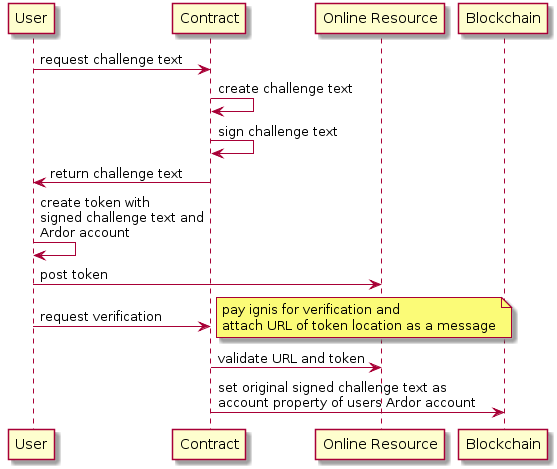 User
Contract
Online Resource
Blockchain
request challenge text
create challenge text
sign challenge text
return challenge text
create token with
signed challenge text and
Ardor account
post token
pay ignis for verification and
attach URL of token location as a message
request verification
validate URL and token
set original signed challenge text as
account property of users Ardor account
User
Contract
Online Resource
Blockchain